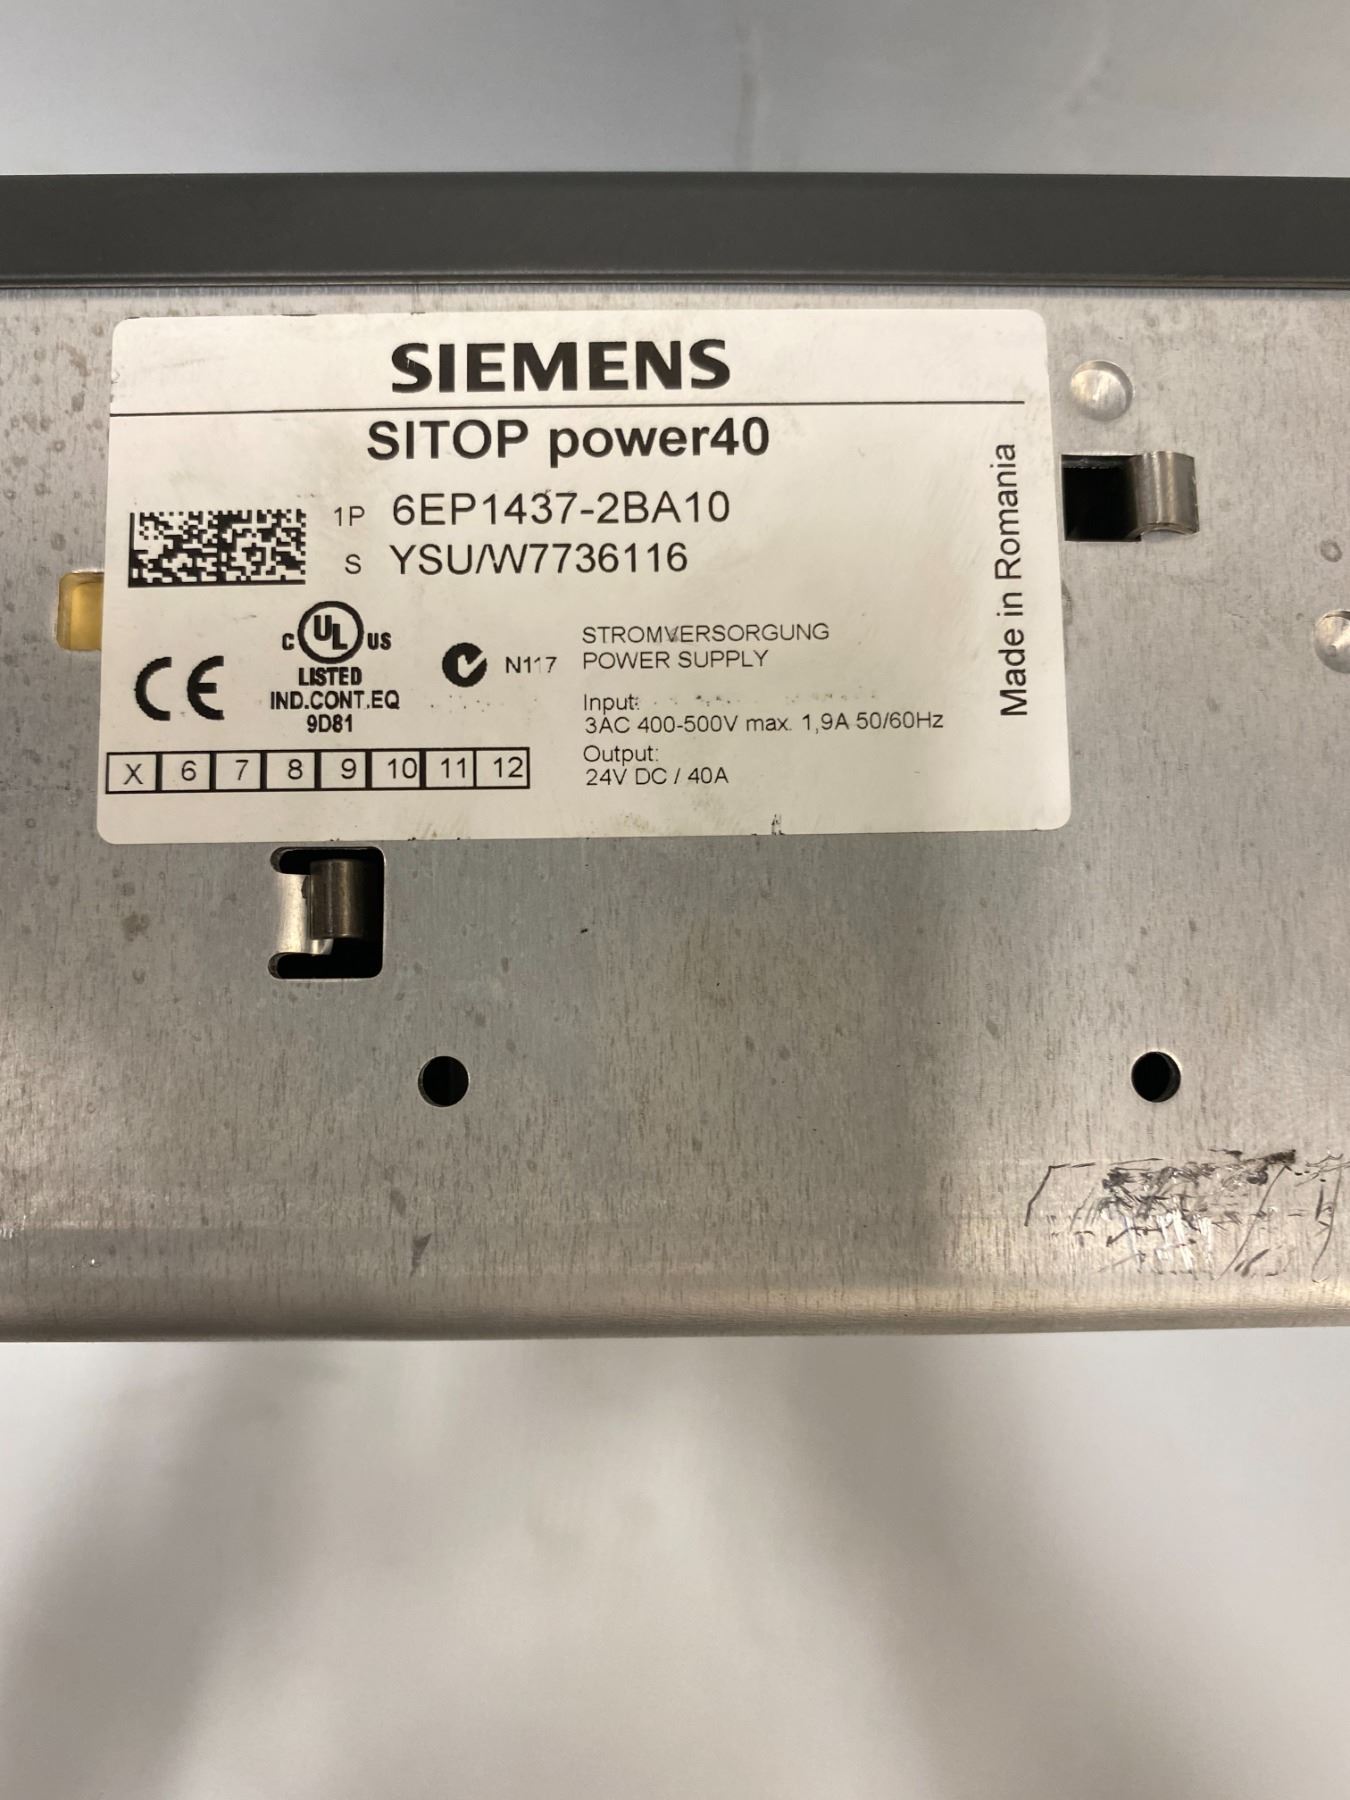 SIEMENS
SITOP power40
1P 6EP1437-2BA10
S YSU/W7736116
Made in Romania
CE
C UL US
LISTED
IND.CONT.EQ
9D81
N117
STROMVERSORGUNG
POWER SUPPLY
Input:
3AC 400-500V max. 1,9A 50/60Hz
Output:
24V DC / 40A
X 6 7 8 9 10 11 12